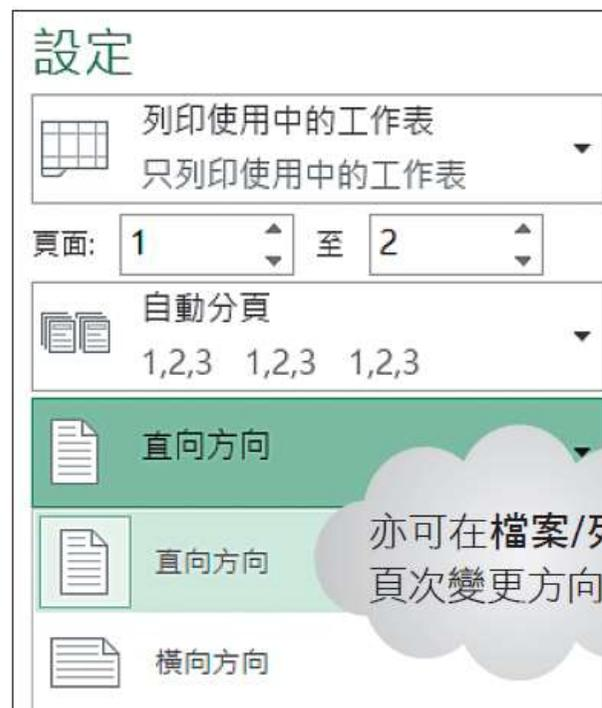 設定
列印使用中的工作表
只列印使用中的工作表
頁面: 1 至 2
自動分頁
1,2,3 1,2,3 1,2,3
直向方向
亦可在檔案/
頁次變更方向
直向方向
橫向方向